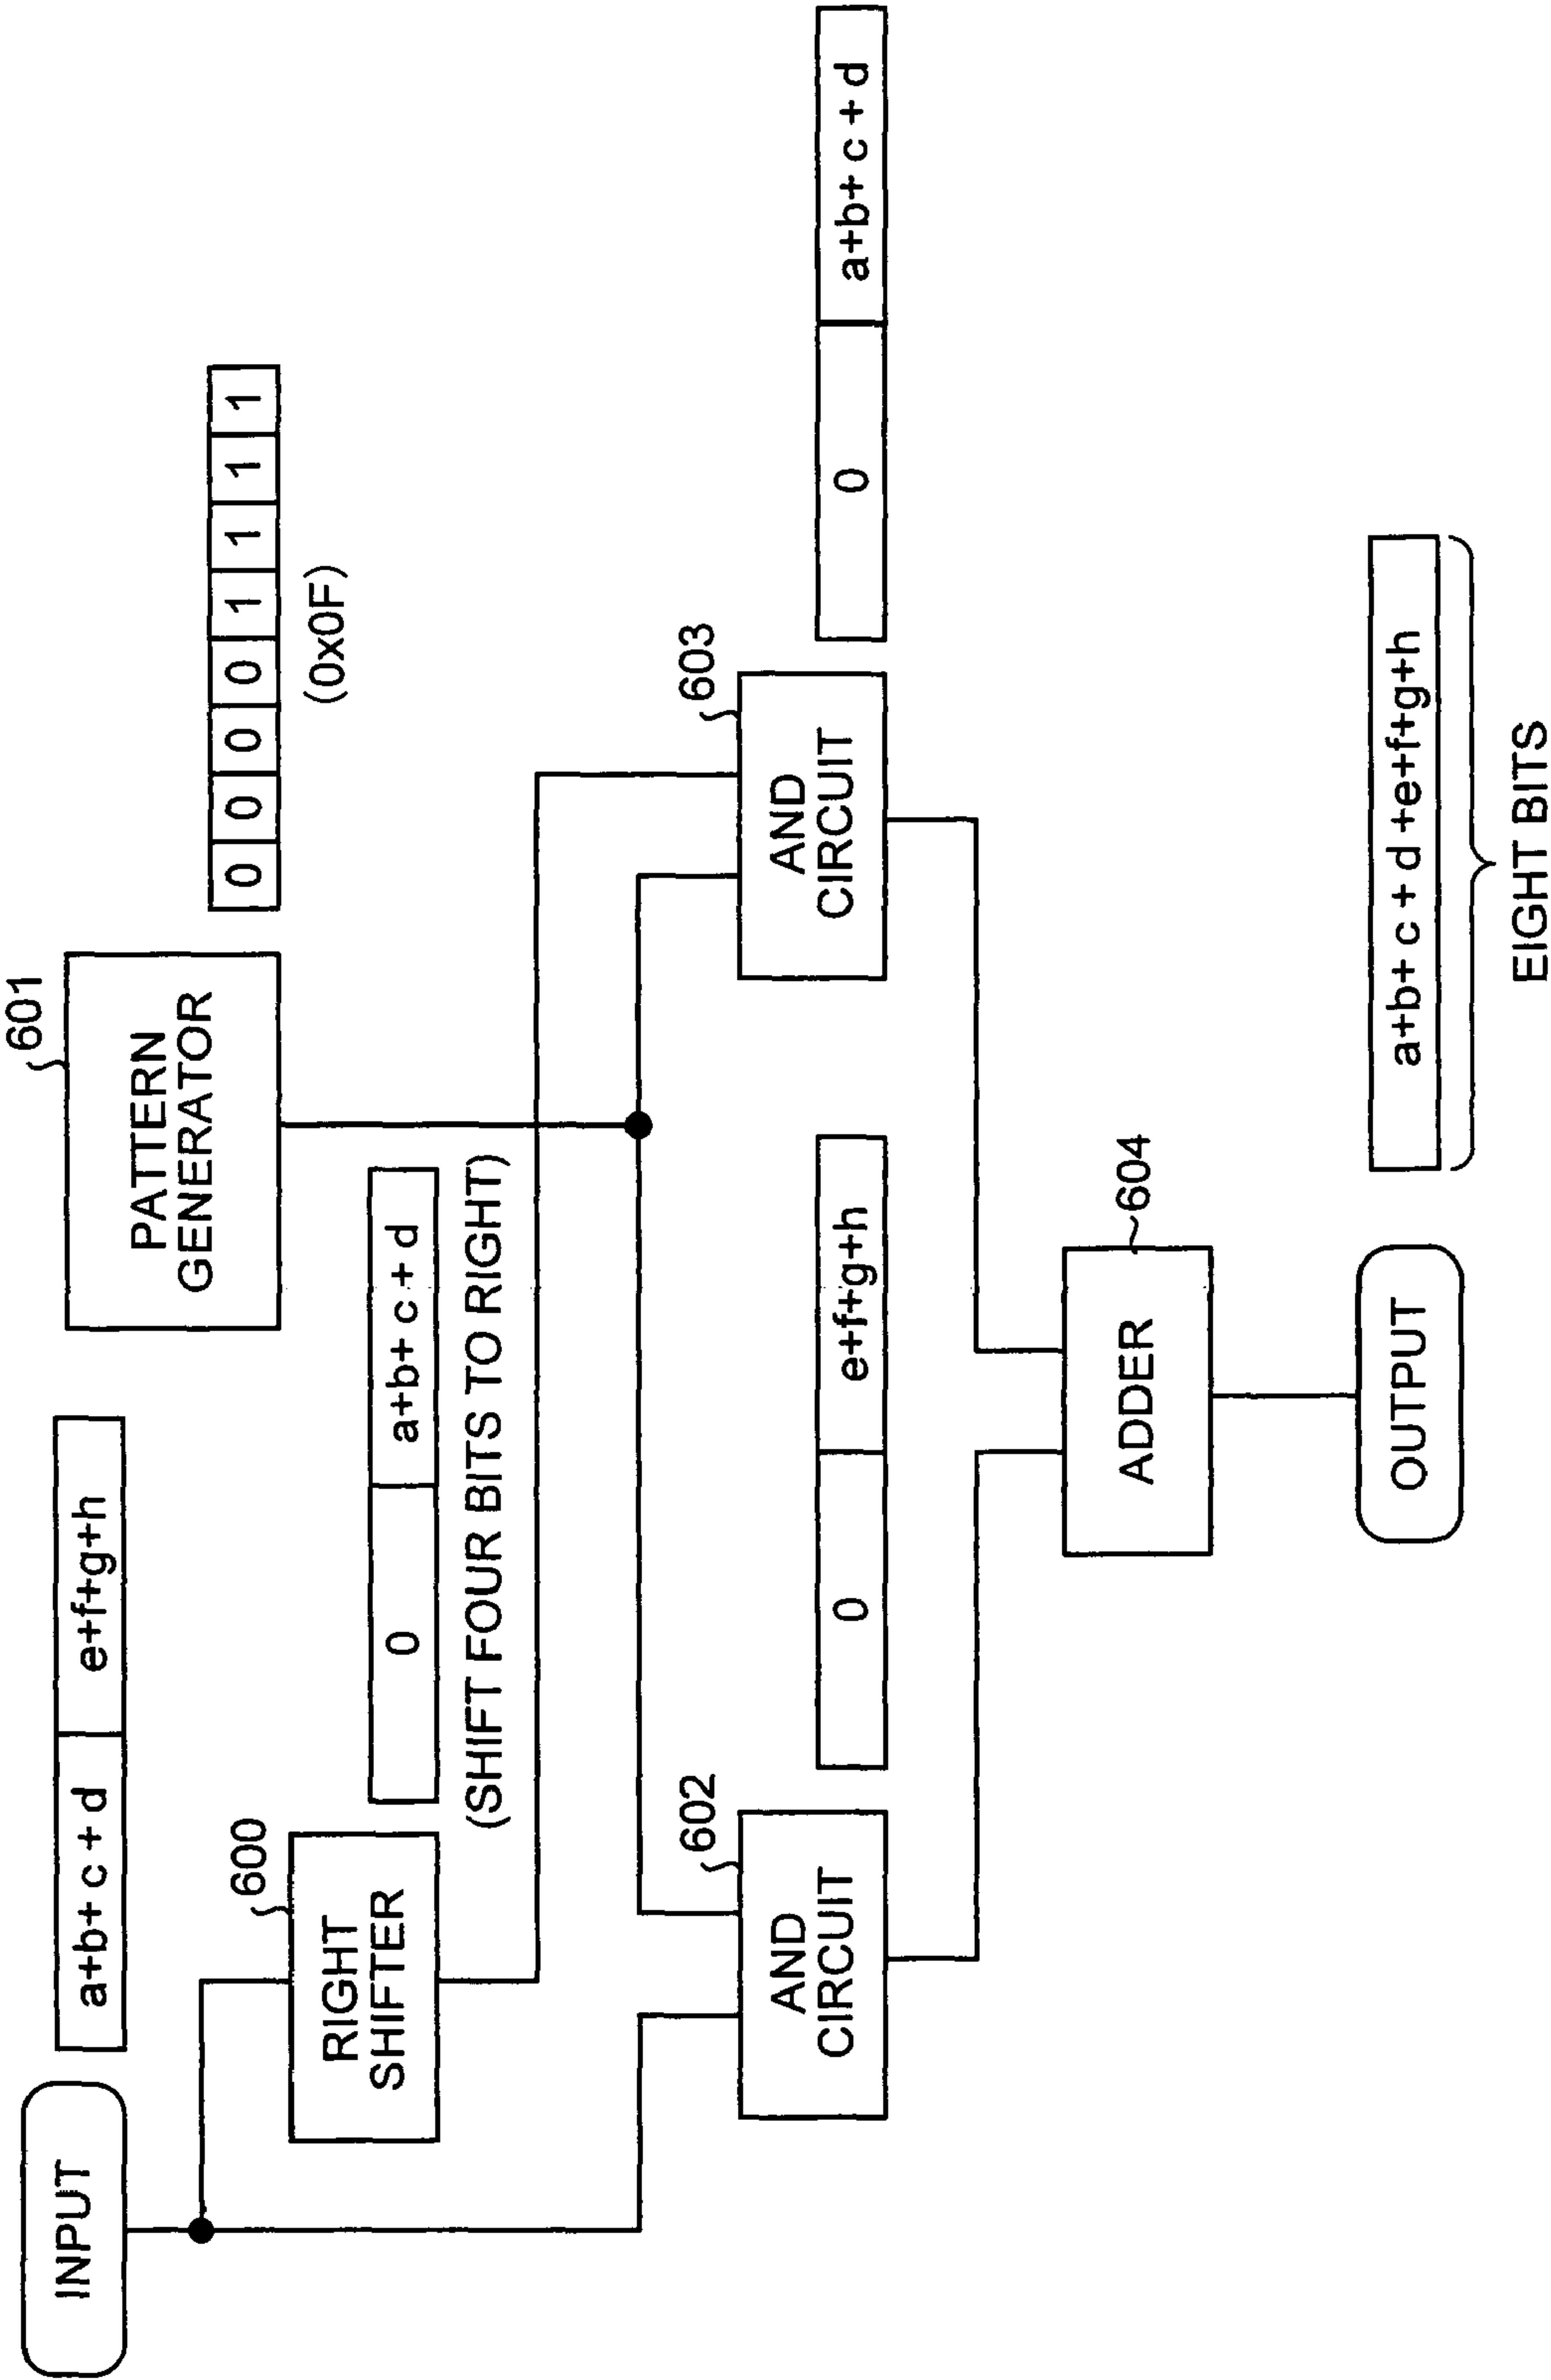 INPUT
a+b+ c + d
e+f+g+h
601
PATTERN
GENERATOR
0 0 0 0 1 1 1 1
(0x0F)
600
RIGHT
SHIFTER
0
a+b+ c + d
(SHIFT FOUR BITS TO RIGHT)
602
AND
CIRCUIT
0
e+f+g+h
603
AND
CIRCUIT
0
a+b+ c + d
604
ADDER
OUTPUT
a+b+ c + d +e+f+g+h
EIGHT BITS